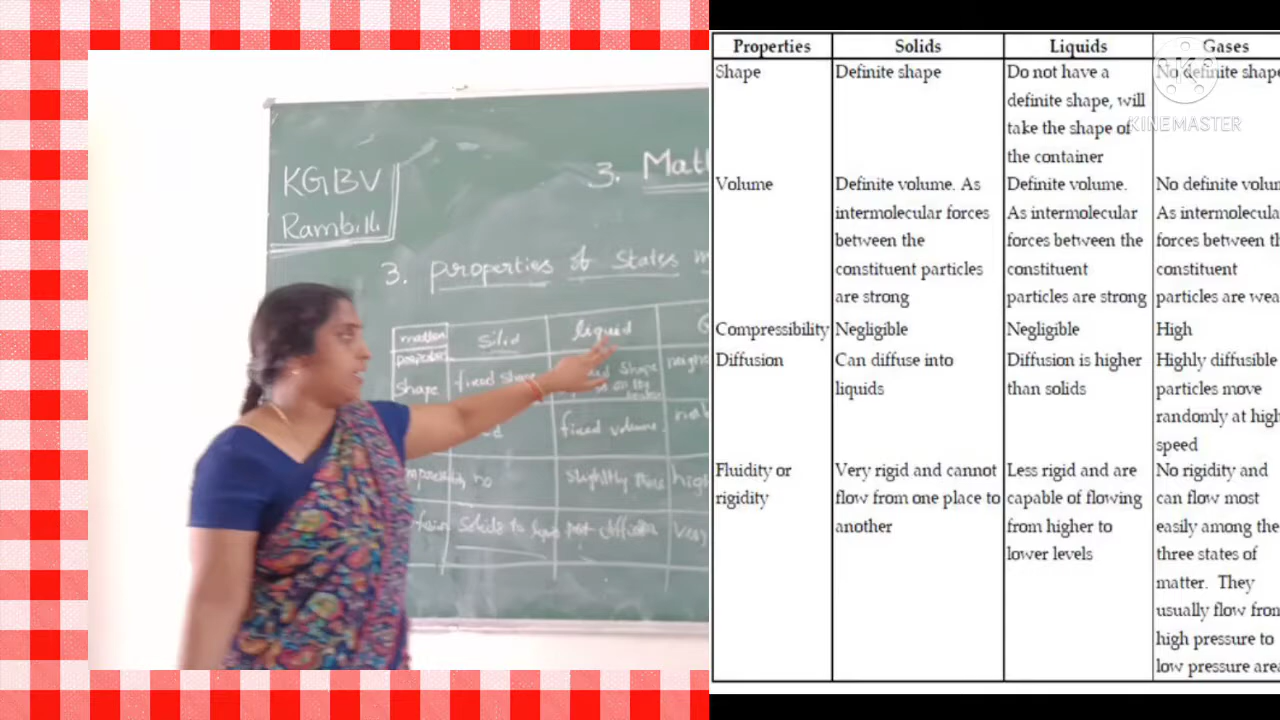 KGBV
Rambilli
3. Matt
3. properties of states m
matter
solid
liquid
G
shape
fixed shape
fixed volume
no
slightly more
high
solids to
very
Properties
Solids
Liquids
Gases
Shape
Definite shape
Do not have a
definite shape, will
take the shape of
the container
No definite shape
Volume
Definite volume. As
intermolecular forces
between the
constituent particles
are strong
Definite volume.
As intermolecular
forces between the
constituent
particles are strong
No definite volum
As intermolecula
forces between th
constituent
particles are wea
Compressibility
Negligible
Negligible
High
Diffusion
Can diffuse into
liquids
Diffusion is higher
than solids
Highly diffusible
particles move
randomly at high
speed
Fluidity or
rigidity
Very rigid and cannot
flow from one place to
another
Less rigid and are
capable of flowing
from higher to
lower levels
No rigidity and
can flow most
easily among the
three states of
matter. They
usually flow from
high pressure to
low pressure area
KINEMASTER